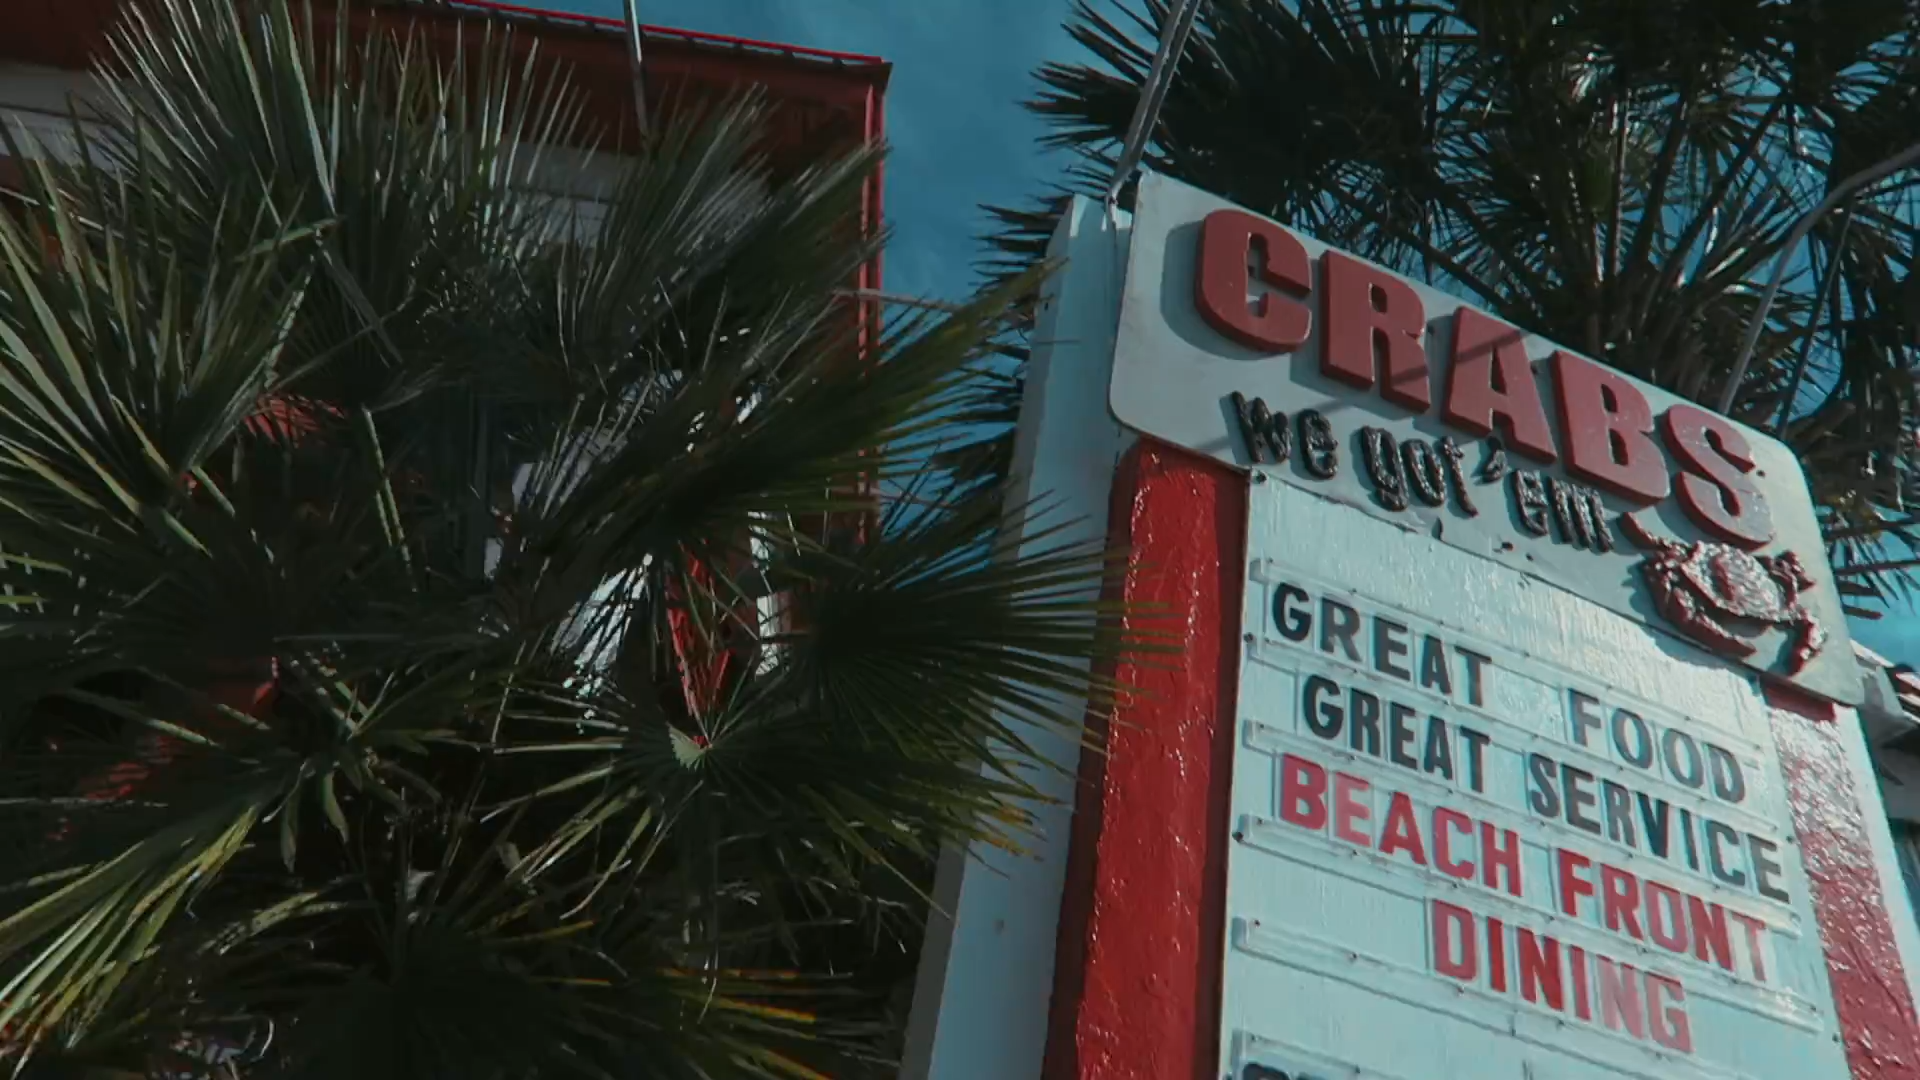 CRABS
we got 'em
GREAT FOOD
GREAT SERVICE
BEACH FRONT
DINING